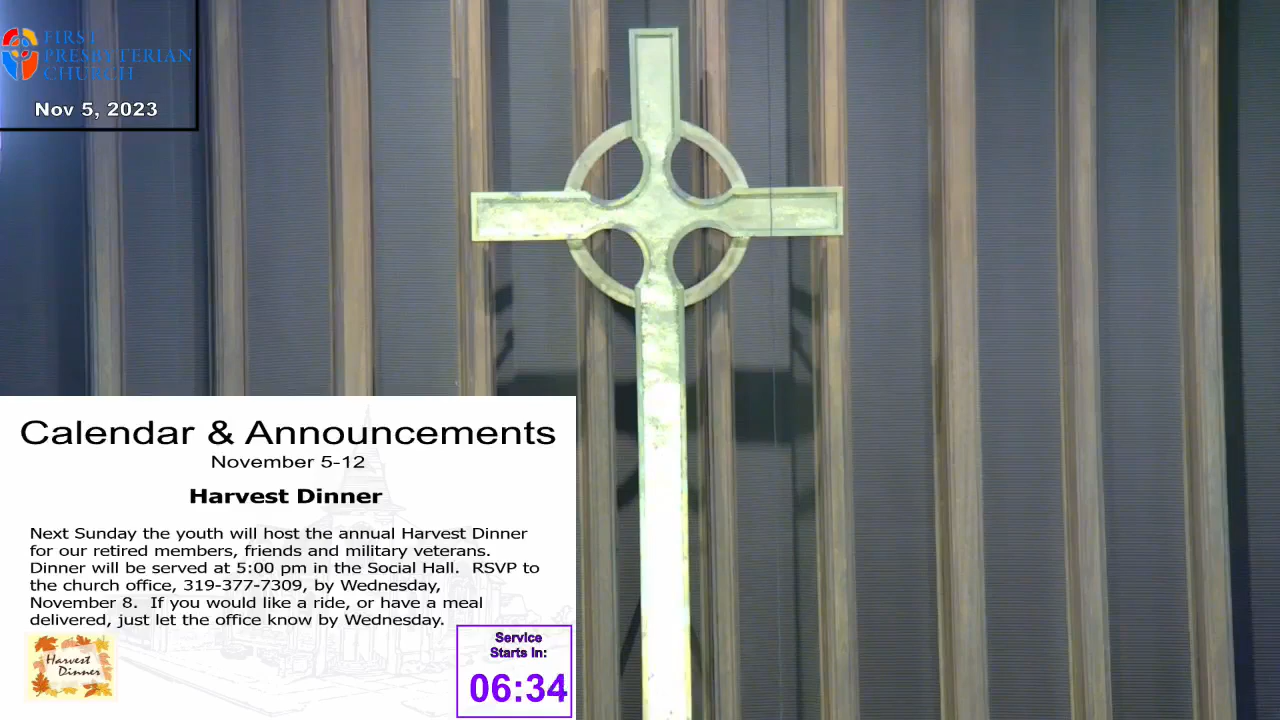 FIRST
PRESBYTERIAN
CHURCH
Nov 5, 2023
Calendar & Announcements
November 5-12
Harvest Dinner
Next Sunday the youth will host the annual Harvest Dinner
for our retired members, friends and military veterans.
Dinner will be served at 5:00 pm in the Social Hall.  RSVP to
the church office, 319-377-7309, by Wednesday,
November 8.  If you would like a ride, or have a meal
delivered, just let the office know by Wednesday.
Harvest
Dinner
Service
Starts In:
06:34